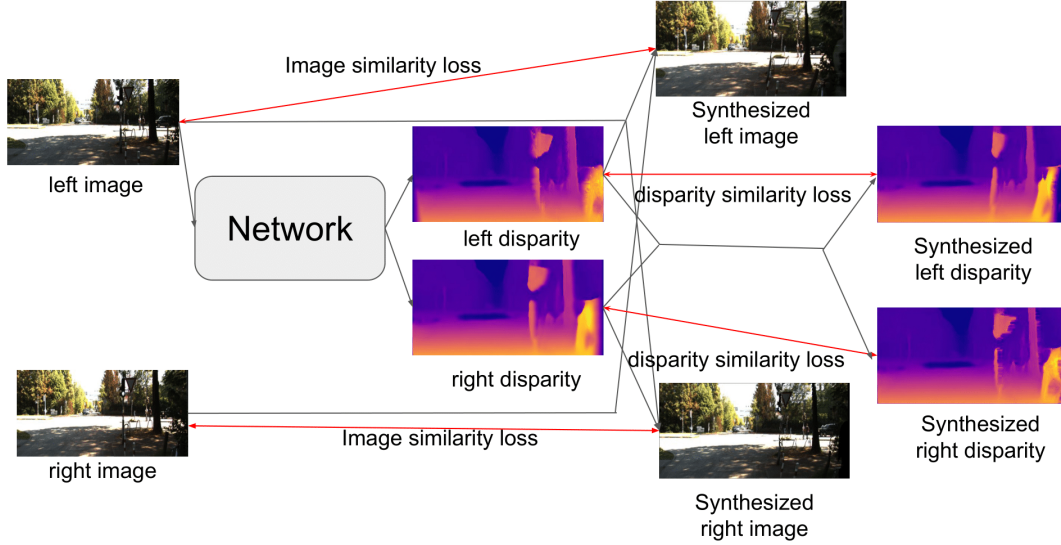 Image similarity loss
Synthesized
left image
left image
Network
left disparity
disparity similarity loss
Synthesized
left disparity
right disparity
disparity similarity loss
Synthesized
right disparity
right image
Image similarity loss
Synthesized
right image